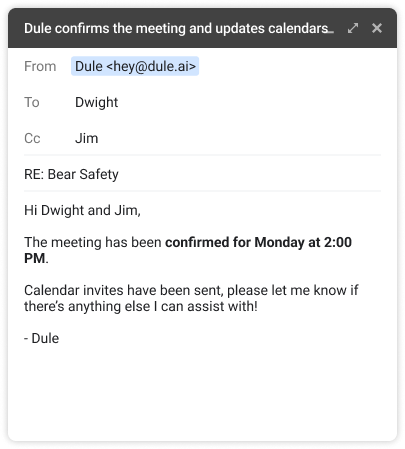 Dule confirms the meeting and updates calendars
From Dule <hey@dule.ai>
To Dwight
Cc Jim
RE: Bear Safety
Hi Dwight and Jim,
The meeting has been confirmed for Monday at 2:00
PM.
Calendar invites have been sent, please let me know if
there’s anything else I can assist with!
- Dule